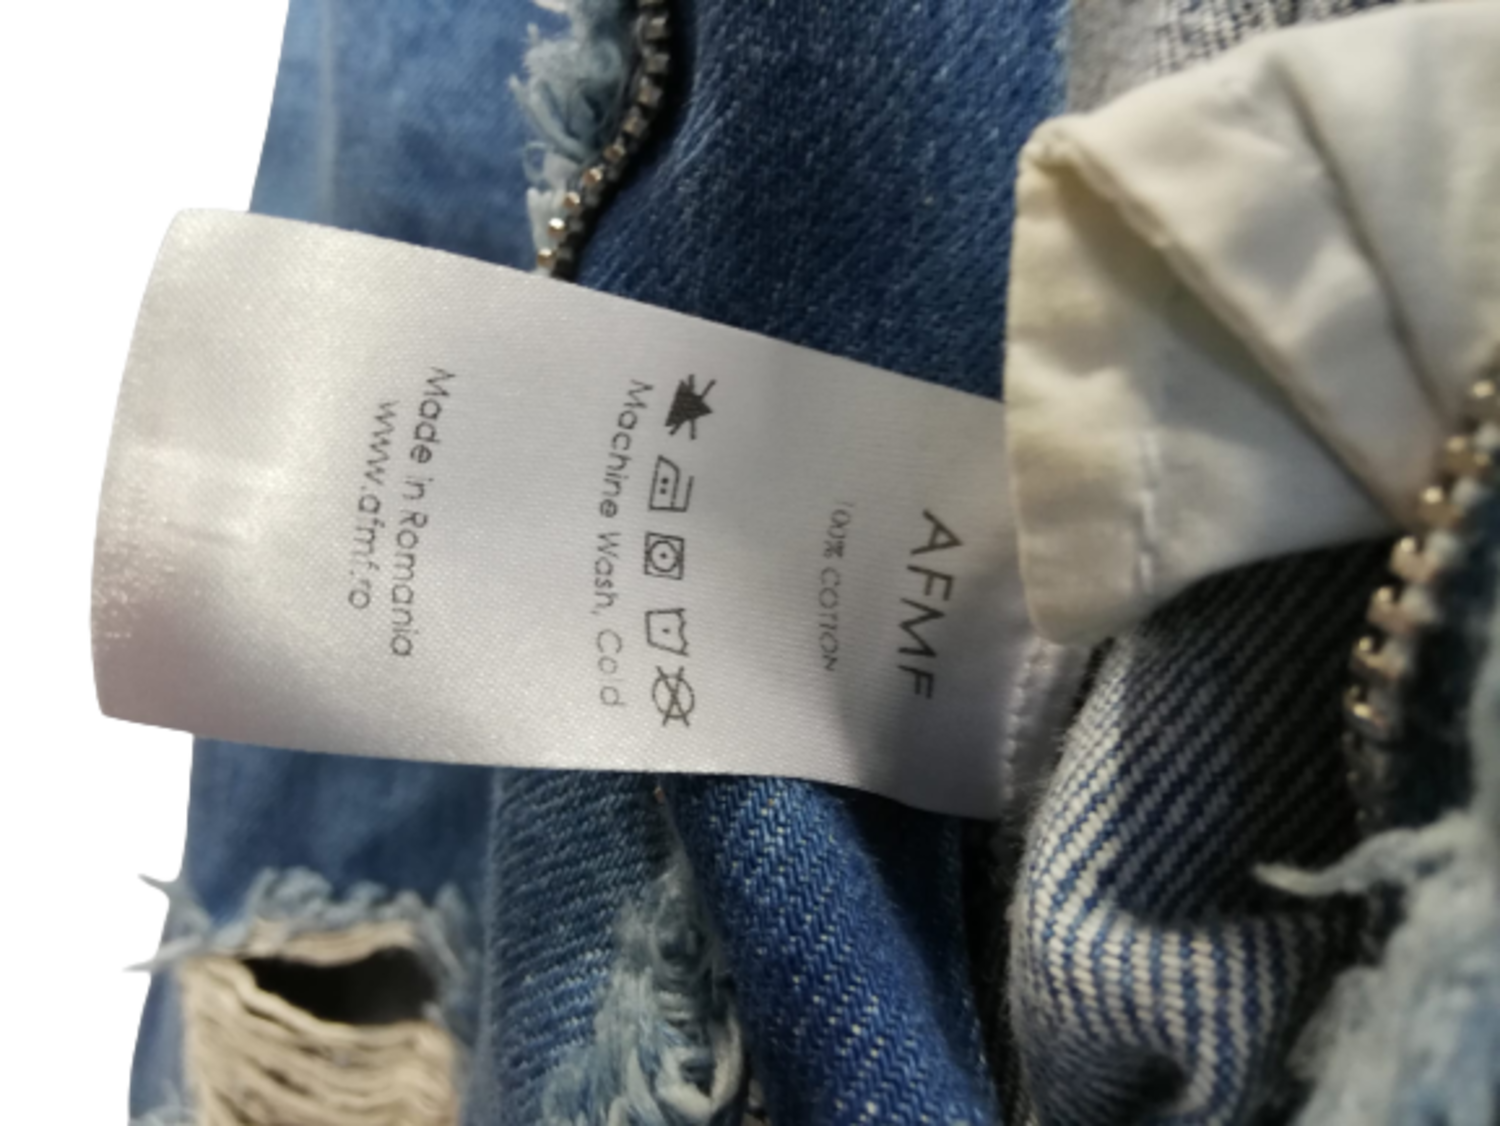 AFMF
100% COTTON
Machine Wash, Cold
Made in Romania
www.afmf.ro